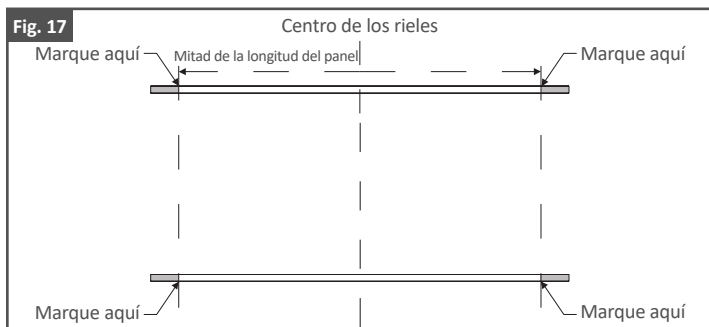 Fig. 17
Centro de los rieles
Marque aquí
Mitad de la longitud del panel
Marque aquí
Marque aquí
Marque aquí